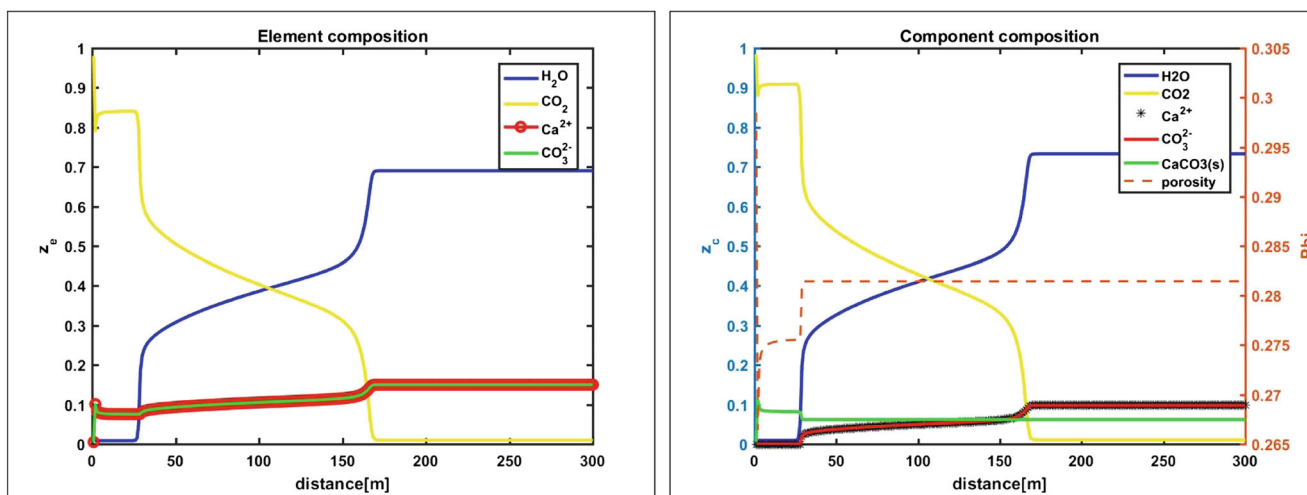 Element composition
1
0.9
0.8
0.7
0.6
0.5
0.4
0.3
0.2
0.1
0
z_e
0 50 100 150 200 250 300
distance[m]
H₂O
CO₂
Ca²⁺
CO₃²⁻
Component composition
1
0.9
0.8
0.7
0.6
0.5
0.4
0.3
0.2
0.1
0
z_c
0 50 100 150 200 250 300
distance[m]
H2O
CO2
Ca²⁺
CO₃²⁻
CaCO3(s)
porosity
0.305
0.3
0.295
0.29
0.285
0.28
0.275
0.27
0.265
Phi